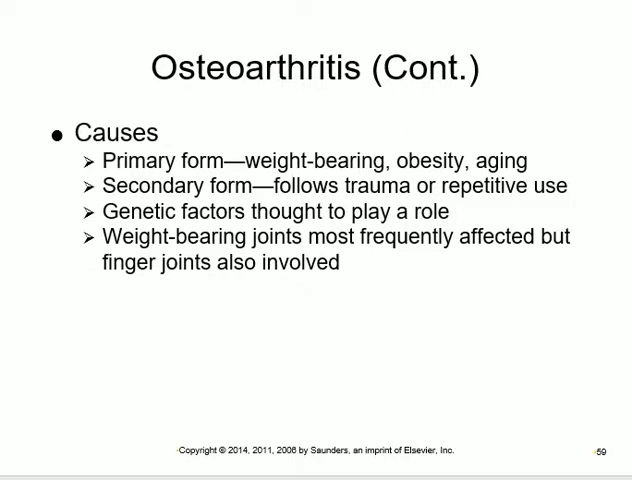 Osteoarthritis (Cont.)
● Causes
➢ Primary form—weight-bearing, obesity, aging
➢ Secondary form—follows trauma or repetitive use
➢ Genetic factors thought to play a role
➢ Weight-bearing joints most frequently affected but
finger joints also involved
Copyright © 2014, 2011, 2006 by Saunders, an imprint of Elsevier, Inc.
59